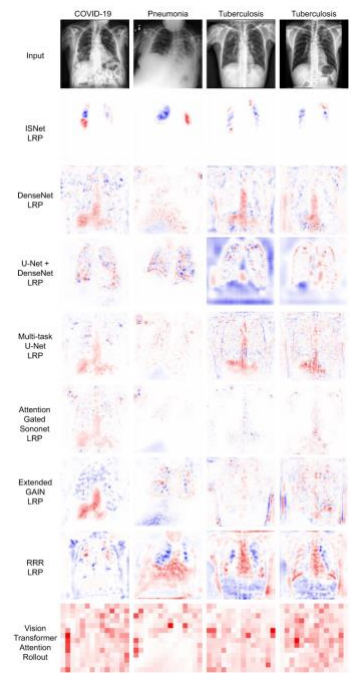 COVID-19 Pneumonia Tuberculosis Tuberculosis
Input
ISNet
LRP
DenseNet
LRP
U-Net +
DenseNet
LRP
Multi-task
U-Net
LRP
Attention
Gated
Sononet
LRP
Extended
GAIN
LRP
RRR
LRP
Vision
Transformer
Attention
Rollout